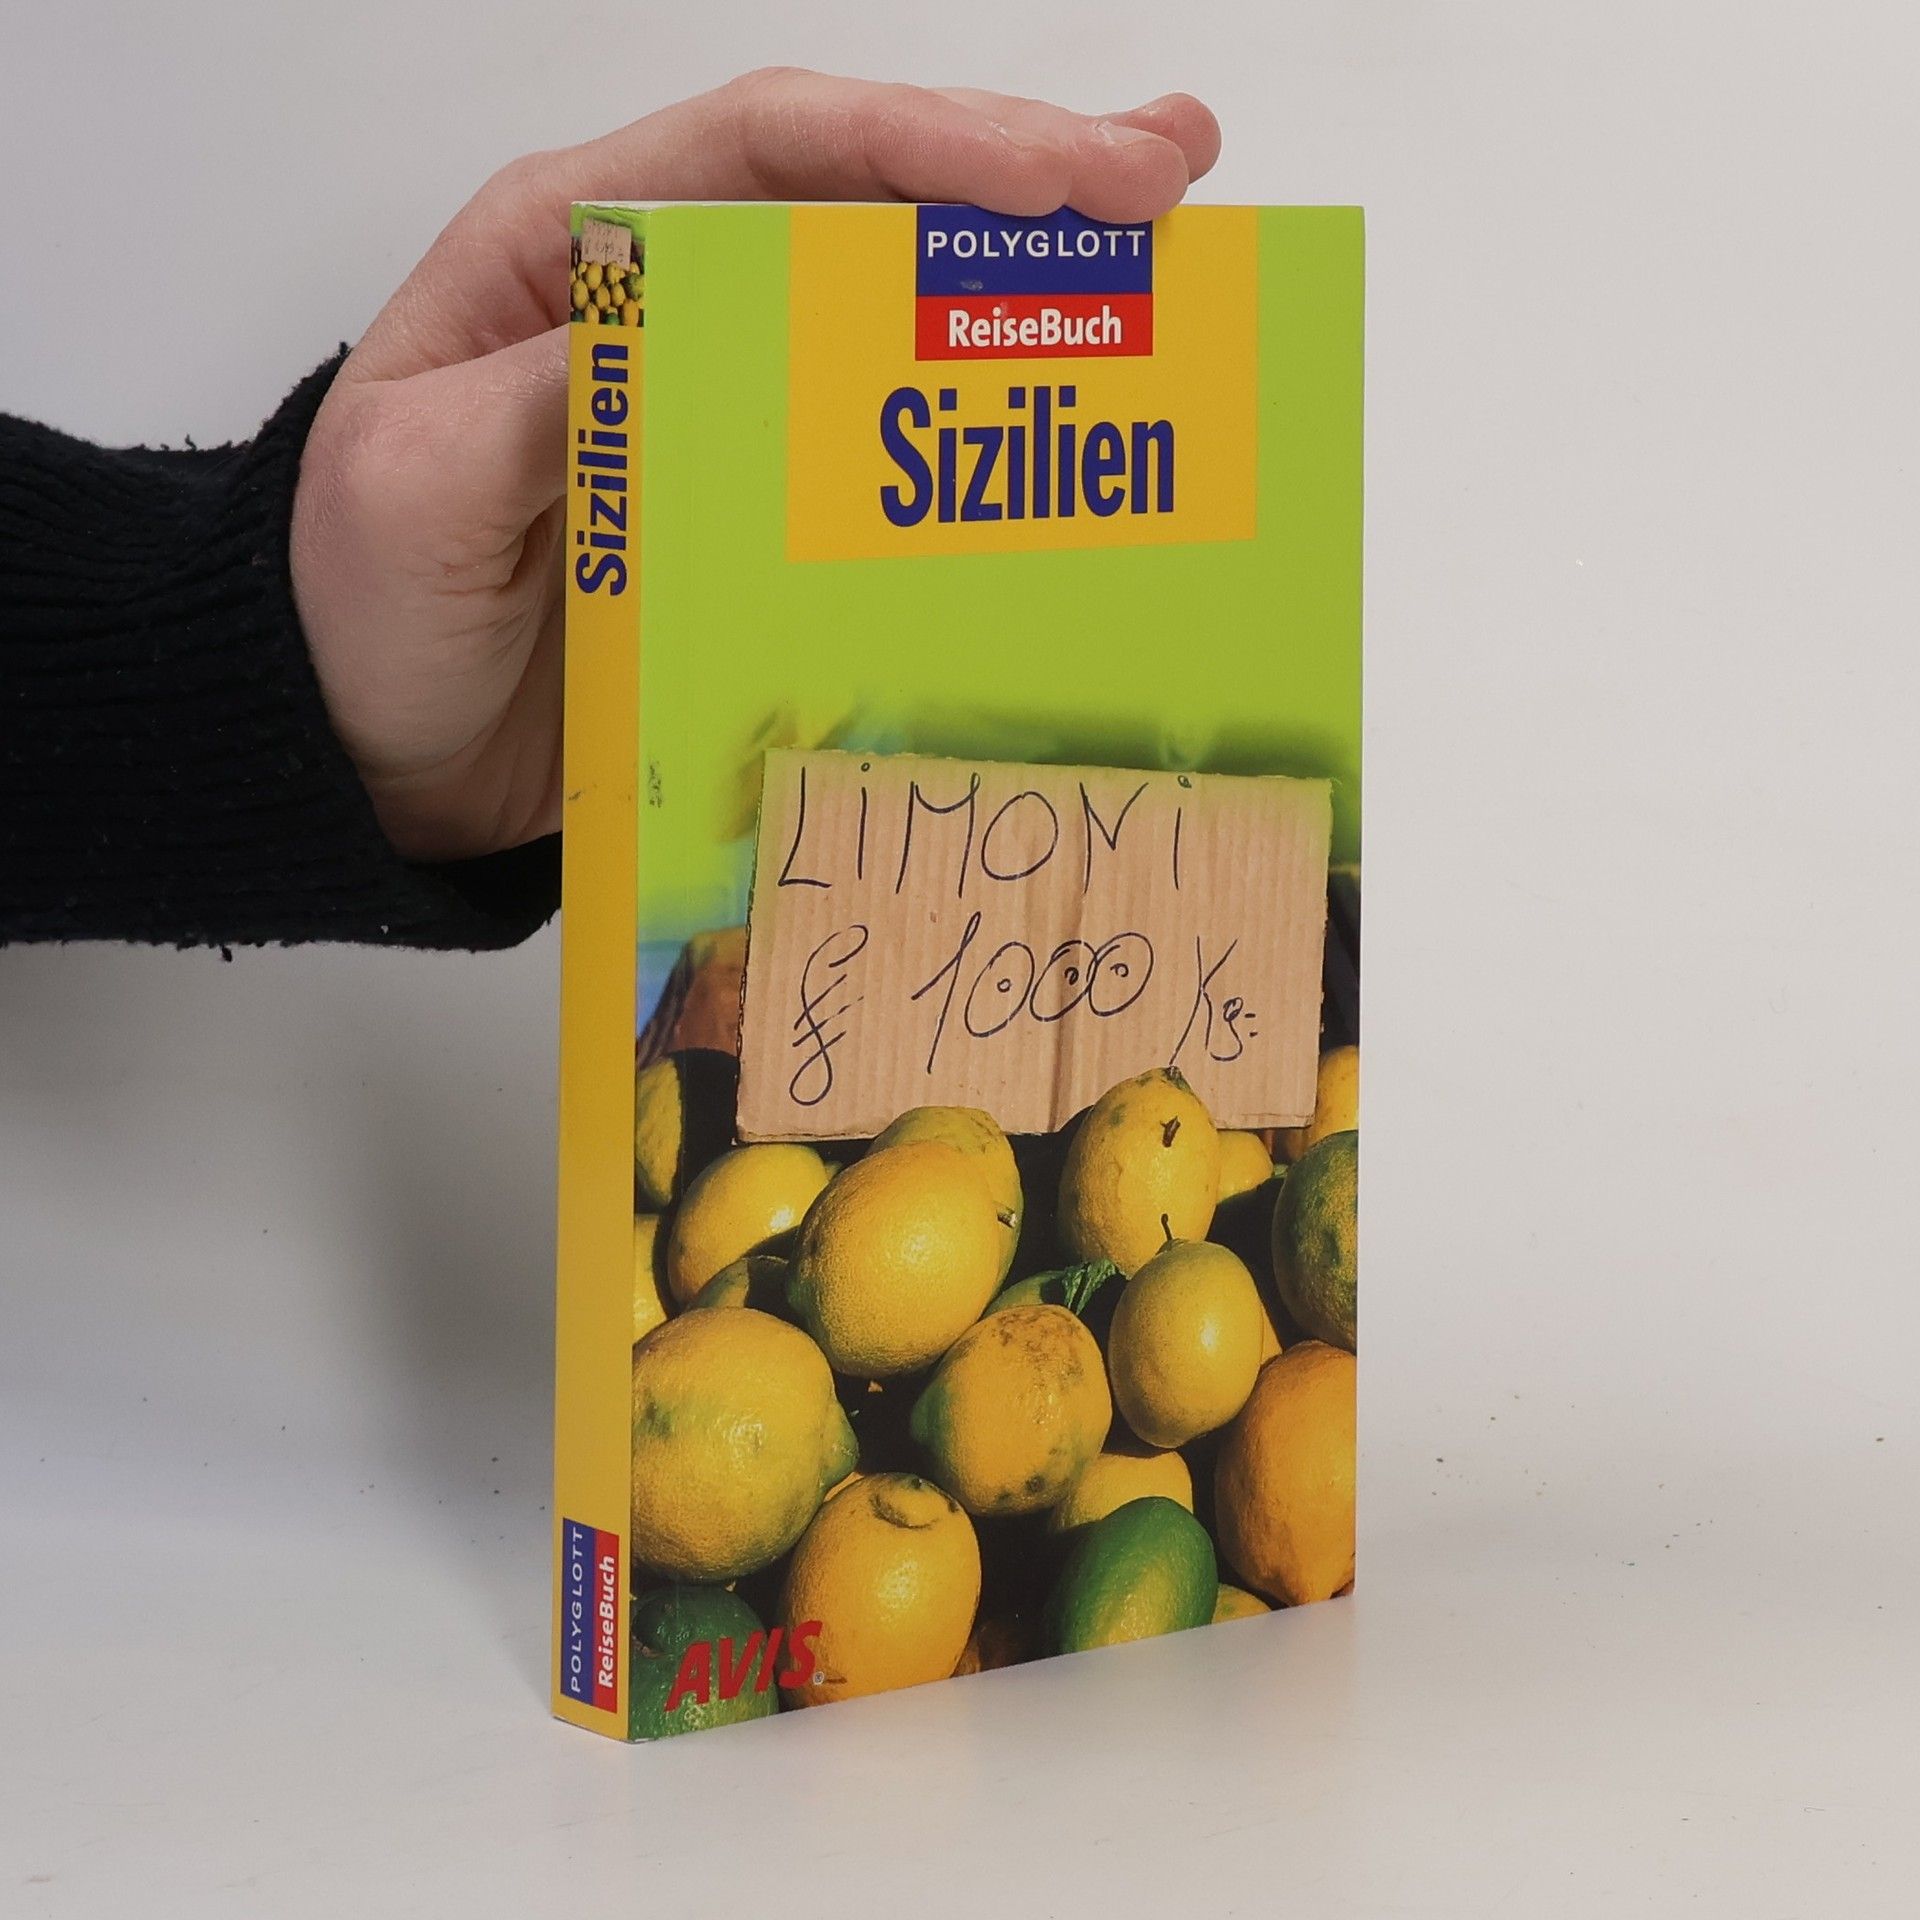 POLYGLOTT
ReiseBuch
Sizilien
LiMONi
₤ 1000 Kg=
AVIS®
Sizilien
POLYGLOTT
ReiseBuch